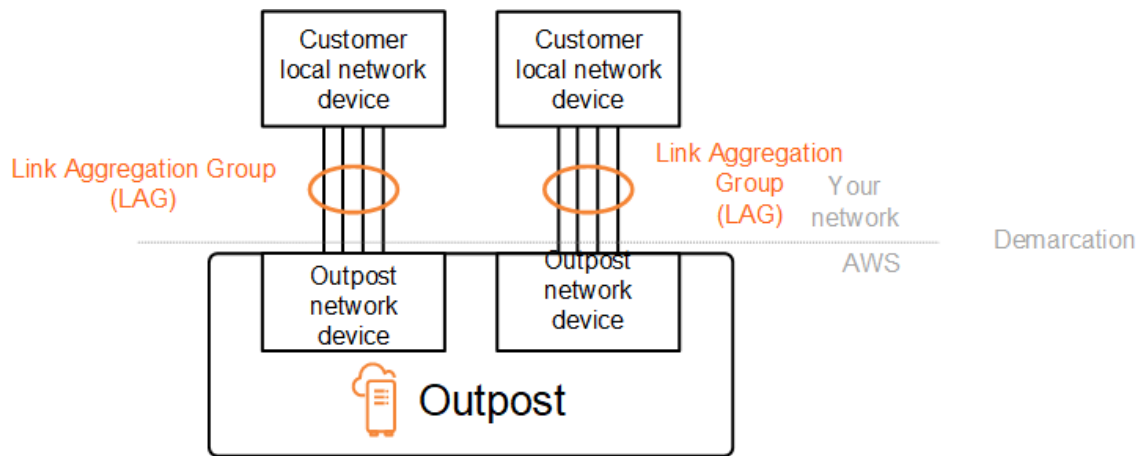 Customer
local network
device
Customer
local network
device
Link Aggregation Group
(LAG)
Link Aggregation
Group
(LAG)
Your
network
Demarcation
AWS
Outpost
network
device
Outpost
network
device
Outpost